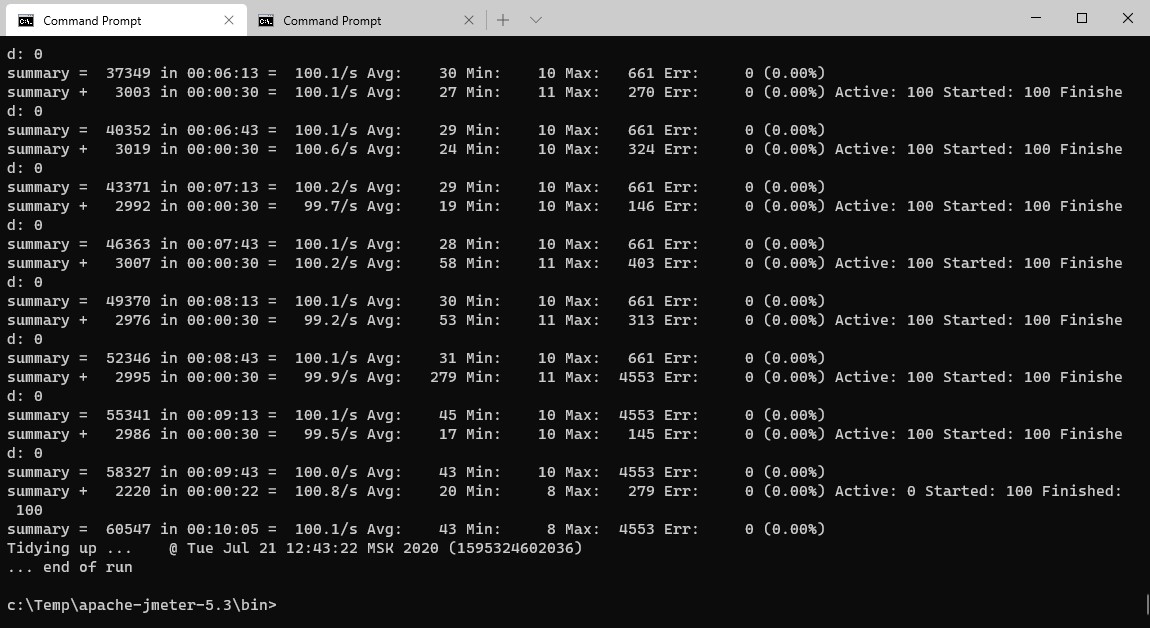 Command Prompt
Command Prompt
d: 0
summary =  37349 in 00:06:13 =  100.1/s Avg:    30 Min:    10 Max:   661 Err:     0 (0.00%)
summary +   3003 in 00:00:30 =  100.1/s Avg:    27 Min:    11 Max:   270 Err:     0 (0.00%) Active: 100 Started: 100 Finishe
d: 0
summary =  40352 in 00:06:43 =  100.1/s Avg:    29 Min:    10 Max:   661 Err:     0 (0.00%)
summary +   3019 in 00:00:30 =  100.6/s Avg:    24 Min:    10 Max:   324 Err:     0 (0.00%) Active: 100 Started: 100 Finishe
d: 0
summary =  43371 in 00:07:13 =  100.2/s Avg:    29 Min:    10 Max:   661 Err:     0 (0.00%)
summary +   2992 in 00:00:30 =   99.7/s Avg:    19 Min:    10 Max:   146 Err:     0 (0.00%) Active: 100 Started: 100 Finishe
d: 0
summary =  46363 in 00:07:43 =  100.1/s Avg:    28 Min:    10 Max:   661 Err:     0 (0.00%)
summary +   3007 in 00:00:30 =  100.2/s Avg:    58 Min:    11 Max:   403 Err:     0 (0.00%) Active: 100 Started: 100 Finishe
d: 0
summary =  49370 in 00:08:13 =  100.1/s Avg:    30 Min:    10 Max:   661 Err:     0 (0.00%)
summary +   2976 in 00:00:30 =   99.2/s Avg:    53 Min:    11 Max:   313 Err:     0 (0.00%) Active: 100 Started: 100 Finishe
d: 0
summary =  52346 in 00:08:43 =  100.1/s Avg:    31 Min:    10 Max:   661 Err:     0 (0.00%)
summary +   2995 in 00:00:30 =   99.9/s Avg:   279 Min:    11 Max:  4553 Err:     0 (0.00%) Active: 100 Started: 100 Finishe
d: 0
summary =  55341 in 00:09:13 =  100.1/s Avg:    45 Min:    10 Max:  4553 Err:     0 (0.00%)
summary +   2986 in 00:00:30 =   99.5/s Avg:    17 Min:    10 Max:   145 Err:     0 (0.00%) Active: 100 Started: 100 Finishe
d: 0
summary =  58327 in 00:09:43 =  100.0/s Avg:    43 Min:    10 Max:  4553 Err:     0 (0.00%)
summary +   2220 in 00:00:22 =  100.8/s Avg:    20 Min:     8 Max:   279 Err:     0 (0.00%) Active: 0 Started: 100 Finished:
 100
summary =  60547 in 00:10:05 =  100.1/s Avg:    43 Min:     8 Max:  4553 Err:     0 (0.00%)
Tidying up ...    @ Tue Jul 21 12:43:22 MSK 2020 (1595324602036)
... end of run
c:\Temp\apache-jmeter-5.3\bin>